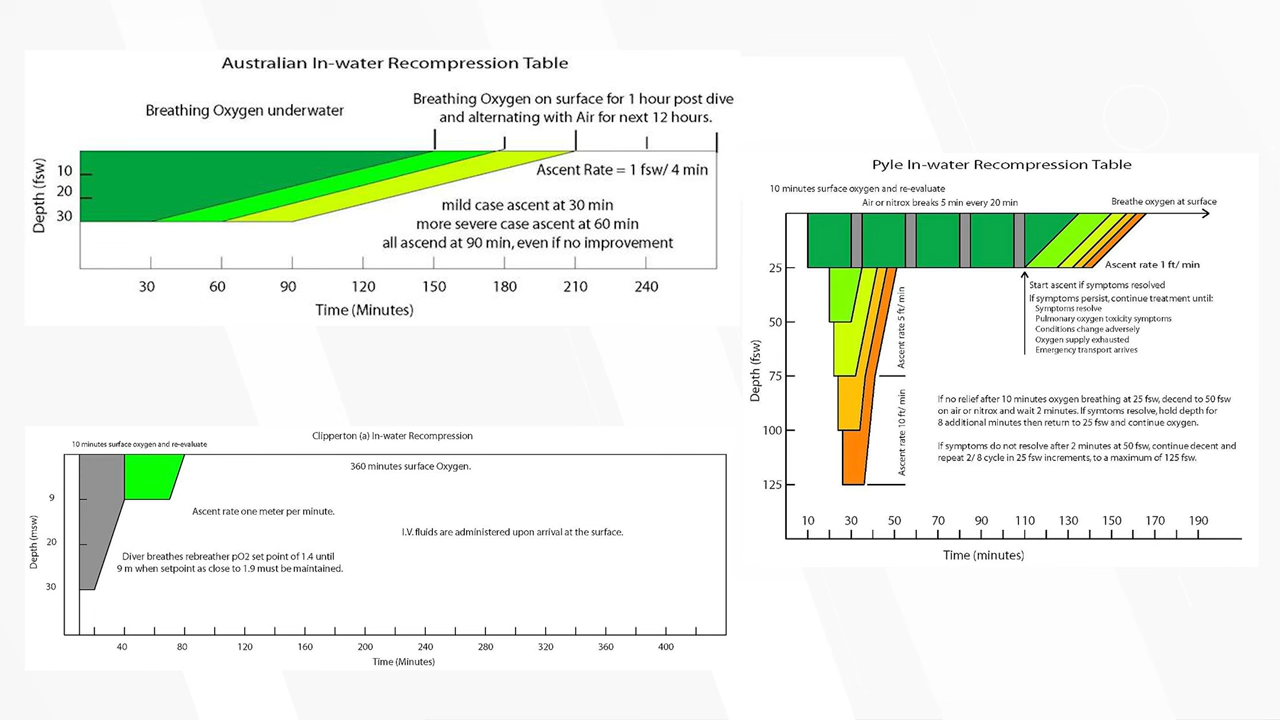 Australian In-water Recompression Table
Breathing Oxygen underwater
Breathing Oxygen on surface for 1 hour post dive
and alternating with Air for next 12 hours.
Depth (fsw)
10
20
30
Ascent Rate = 1 fsw/ 4 min
mild case ascent at 30 min
more severe case ascent at 60 min
all ascend at 90 min, even if no improvement
30 60 90 150 180 210 240
Time (Minutes)
Clipperton (a) In-water Recompression
10 minutes surface oxygen and re-evaluate
360 minutes surface Oxygen.
Depth (msw)
9
20
30
Ascent rate one meter per minute.
I.V. fluids are administered upon arrival at the surface.
Diver breathes rebreather pO2 set point of 1.4 until
9 m when setpoint as close to 1.9 must be maintained.
40 80 120 160 200 240 280 320 360 400
Time (Minutes)
Pyle In-water Recompression Table
10 minutes surface oxygen and re-evaluate
Air or nitrox breaks 5 min every 20 min
Breathe oxygen at surface
Depth (fsw)
25
50
75
100
125
Ascent rate 1 ft/ min
Start ascent if symptoms resolved
If symptoms persist, continue treatment until:
Symptoms resolve
Pulmonary oxygen toxicity symptoms
Conditions change adversely
Oxygen supply exhausted
Emergency transport arrives
Ascent rate 5 ft/ min
Ascent rate 10 ft/ min
If no relief after 10 minutes oxygen breathing at 25 fsw, decend to 50 fsw
on air or nitrox and wait 2 minutes. If symtoms resolve, hold depth for
8 additional minutes then return to 25 fsw and continue oxygen.
If symptoms do not resolve after 2 minutes at 50 fsw, continue decent and
repeat 2/ 8 cycle in 25 fsw increments, to a maximum of 125 fsw.
10 30 50 70 90 110 130 150 170 190
Time (minutes)